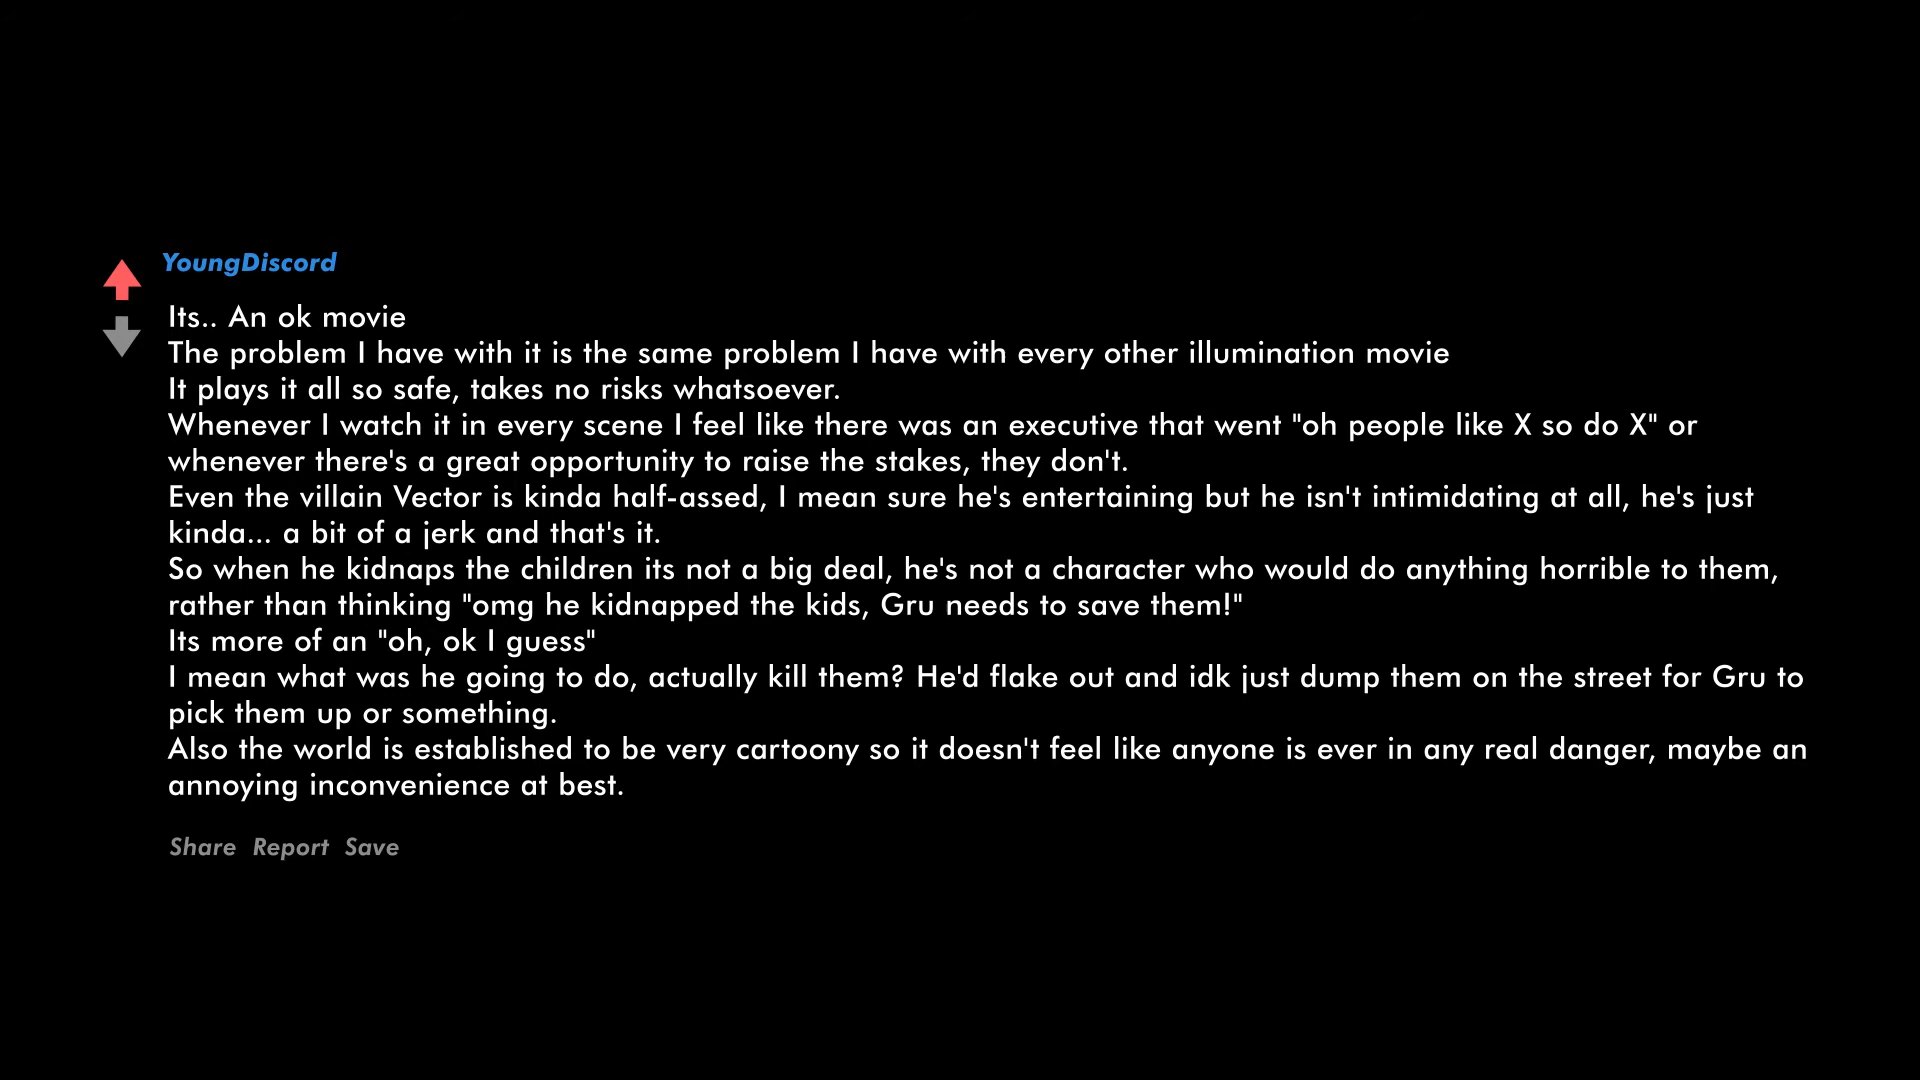 YoungDiscord
Its.. An ok movie
The problem I have with it is the same problem I have with every other illumination movie
It plays it all so safe, takes no risks whatsoever.
Whenever I watch it in every scene I feel like there was an executive that went "oh people like X so do X" or
whenever there's a great opportunity to raise the stakes, they don't.
Even the villain Vector is kinda half-assed, I mean sure he's entertaining but he isn't intimidating at all, he's just
kinda... a bit of a jerk and that's it.
So when he kidnaps the children its not a big deal, he's not a character who would do anything horrible to them,
rather than thinking "omg he kidnapped the kids, Gru needs to save them!"
Its more of an "oh, ok I guess"
I mean what was he going to do, actually kill them? He'd flake out and idk just dump them on the street for Gru to
pick them up or something.
Also the world is established to be very cartoony so it doesn't feel like anyone is ever in any real danger, maybe an
annoying inconvenience at best.
Share Report Save